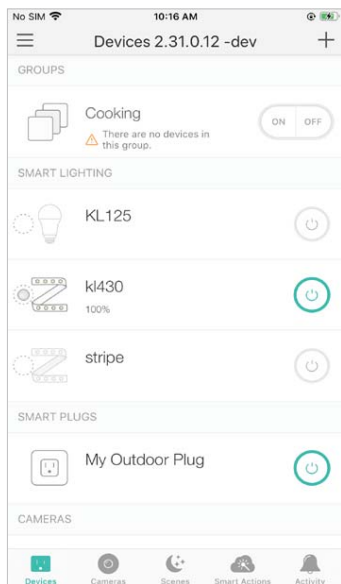 No SIM 10:16 AM
Devices 2.31.0.12 -dev
GROUPS
Cooking
There are no devices in
this group.
ON OFF
SMART LIGHTING
KL125
kl430
100%
stripe
SMART PLUGS
My Outdoor Plug
CAMERAS
Devices Cameras Scenes Smart Actions Activity